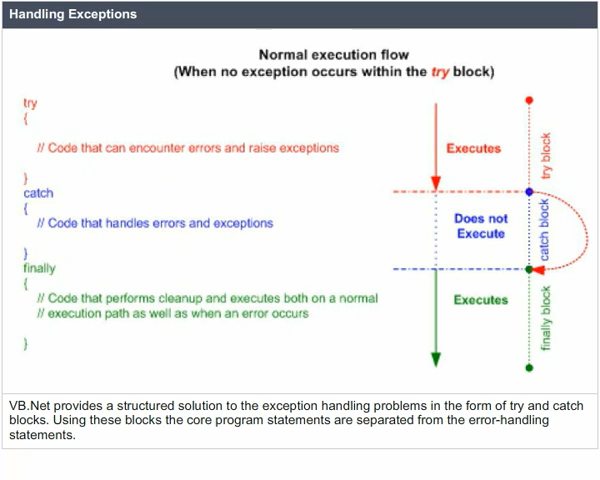 Handling Exceptions
Normal execution flow
(When no exception occurs within the try block)
try
{
// Code that can encounter errors and raise exceptions
}
catch
{
// Code that handles errors and exceptions
}
finally
{
// Code that performs cleanup and executes both on a normal
// execution path as well as when an error occurs
}
Executes
Does not
Execute
Executes
try block
catch block
finally block
VB.Net provides a structured solution to the exception handling problems in the form of try and catch
blocks. Using these blocks the core program statements are separated from the error-handling
statements.